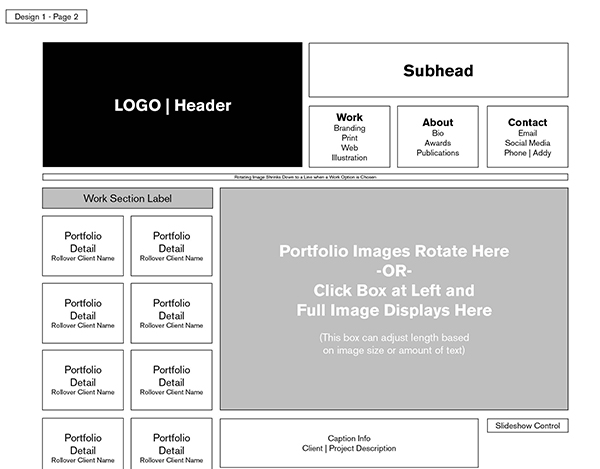 Design 1 - Page 2
LOGO | Header
Subhead
Work
Branding
Print
Web
Illustration
About
Bio
Awards
Publications
Contact
Email
Social Media
Phone | Addy
Rotating Image Shrinks Down to a Line when a Work Option is Chosen
Work Section Label
Portfolio
Detail
Rollover Client Name
Portfolio
Detail
Rollover Client Name
Portfolio
Detail
Rollover Client Name
Portfolio
Detail
Rollover Client Name
Portfolio
Detail
Rollover Client Name
Portfolio
Detail
Rollover Client Name
Portfolio
Detail
Rollover Client Name
Portfolio
Detail
Rollover Client Name
Portfolio Images Rotate Here
-OR-
Click Box at Left and
Full Image Displays Here
(This box can adjust length based
on image size or amount of text)
Caption Info
Client | Project Description
Slideshow Control